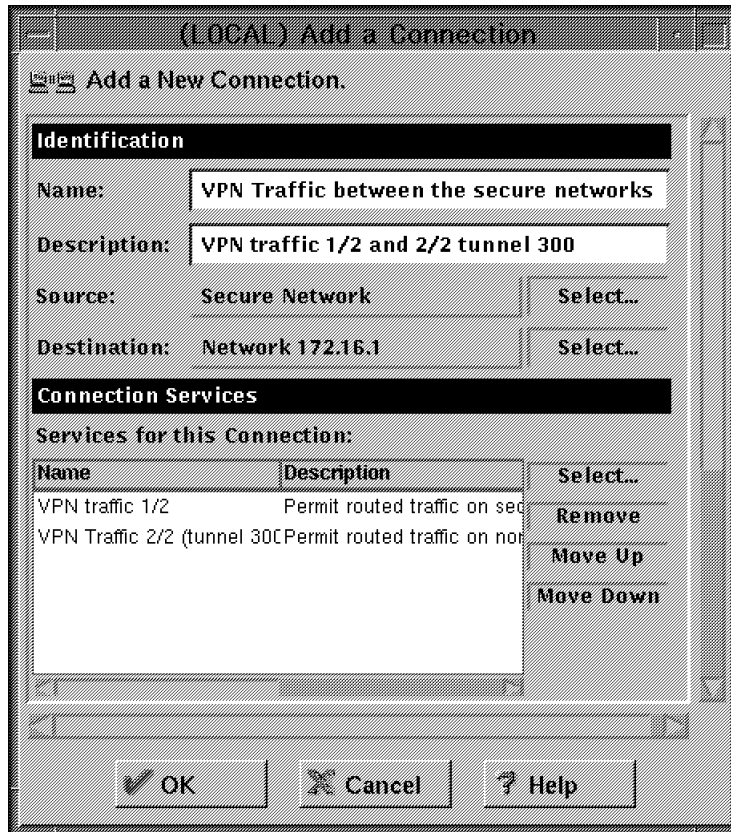 (LOCAL) Add a Connection
Add a New Connection.
Identification
Name: VPN Traffic between the secure networks
Description: VPN traffic 1/2 and 2/2 tunnel 300
Source: Secure Network Select...
Destination: Network 172.16.1 Select...
Connection Services
Services for this Connection:
Name Description Select...
VPN traffic 1/2 Permit routed traffic on sec
Remove
VPN Traffic 2/2 (tunnel 300 Permit routed traffic on nor
Move Up
Move Down
OK Cancel ? Help